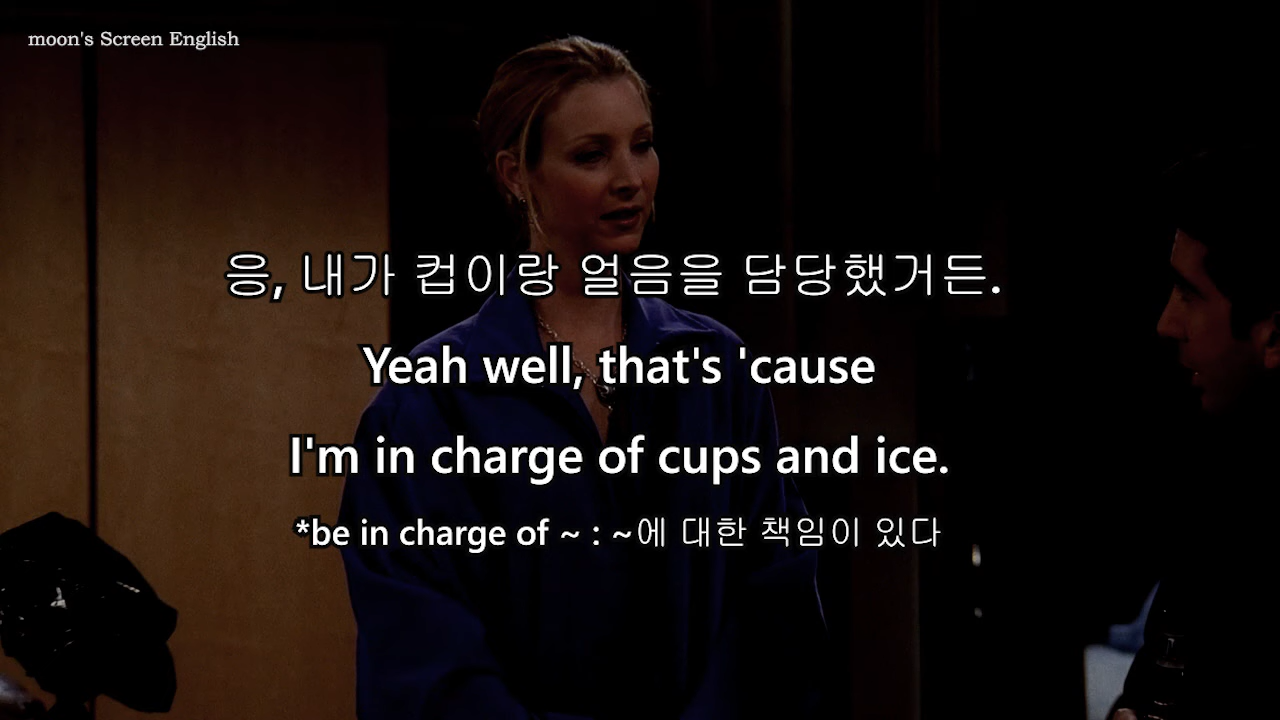 moon's Screen English
응, 내가 컵이랑 얼음을 담당했거든.
Yeah well, that's 'cause
I'm in charge of cups and ice.
*be in charge of ~ : ~에 대한 책임이 있다